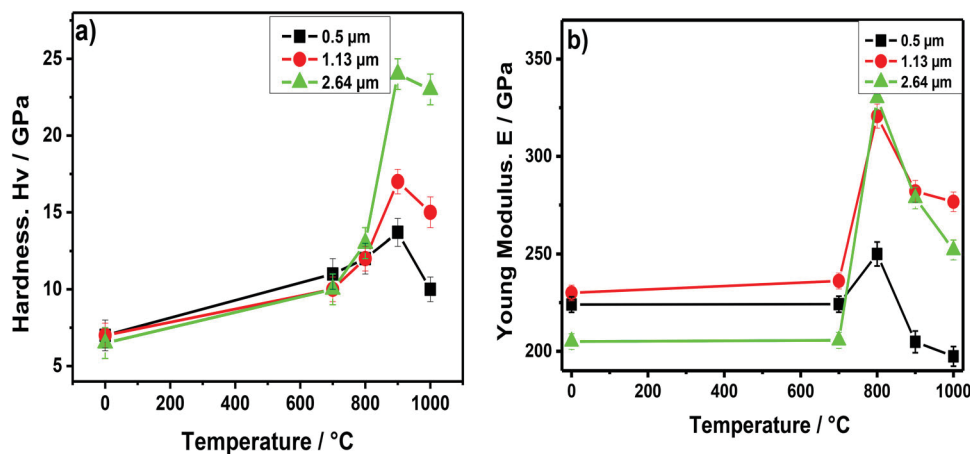 a)
0.5 µm
1.13 µm
2.64 µm
25
20
15
10
5
Hardness. Hv / GPa
0 200 400 600 800 1000
Temperature / °C
b)
0.5 µm
1.13 µm
2.64 µm
350
300
250
200
Young Modulus. E / GPa
0 200 400 600 800 1000
Temperature / °C